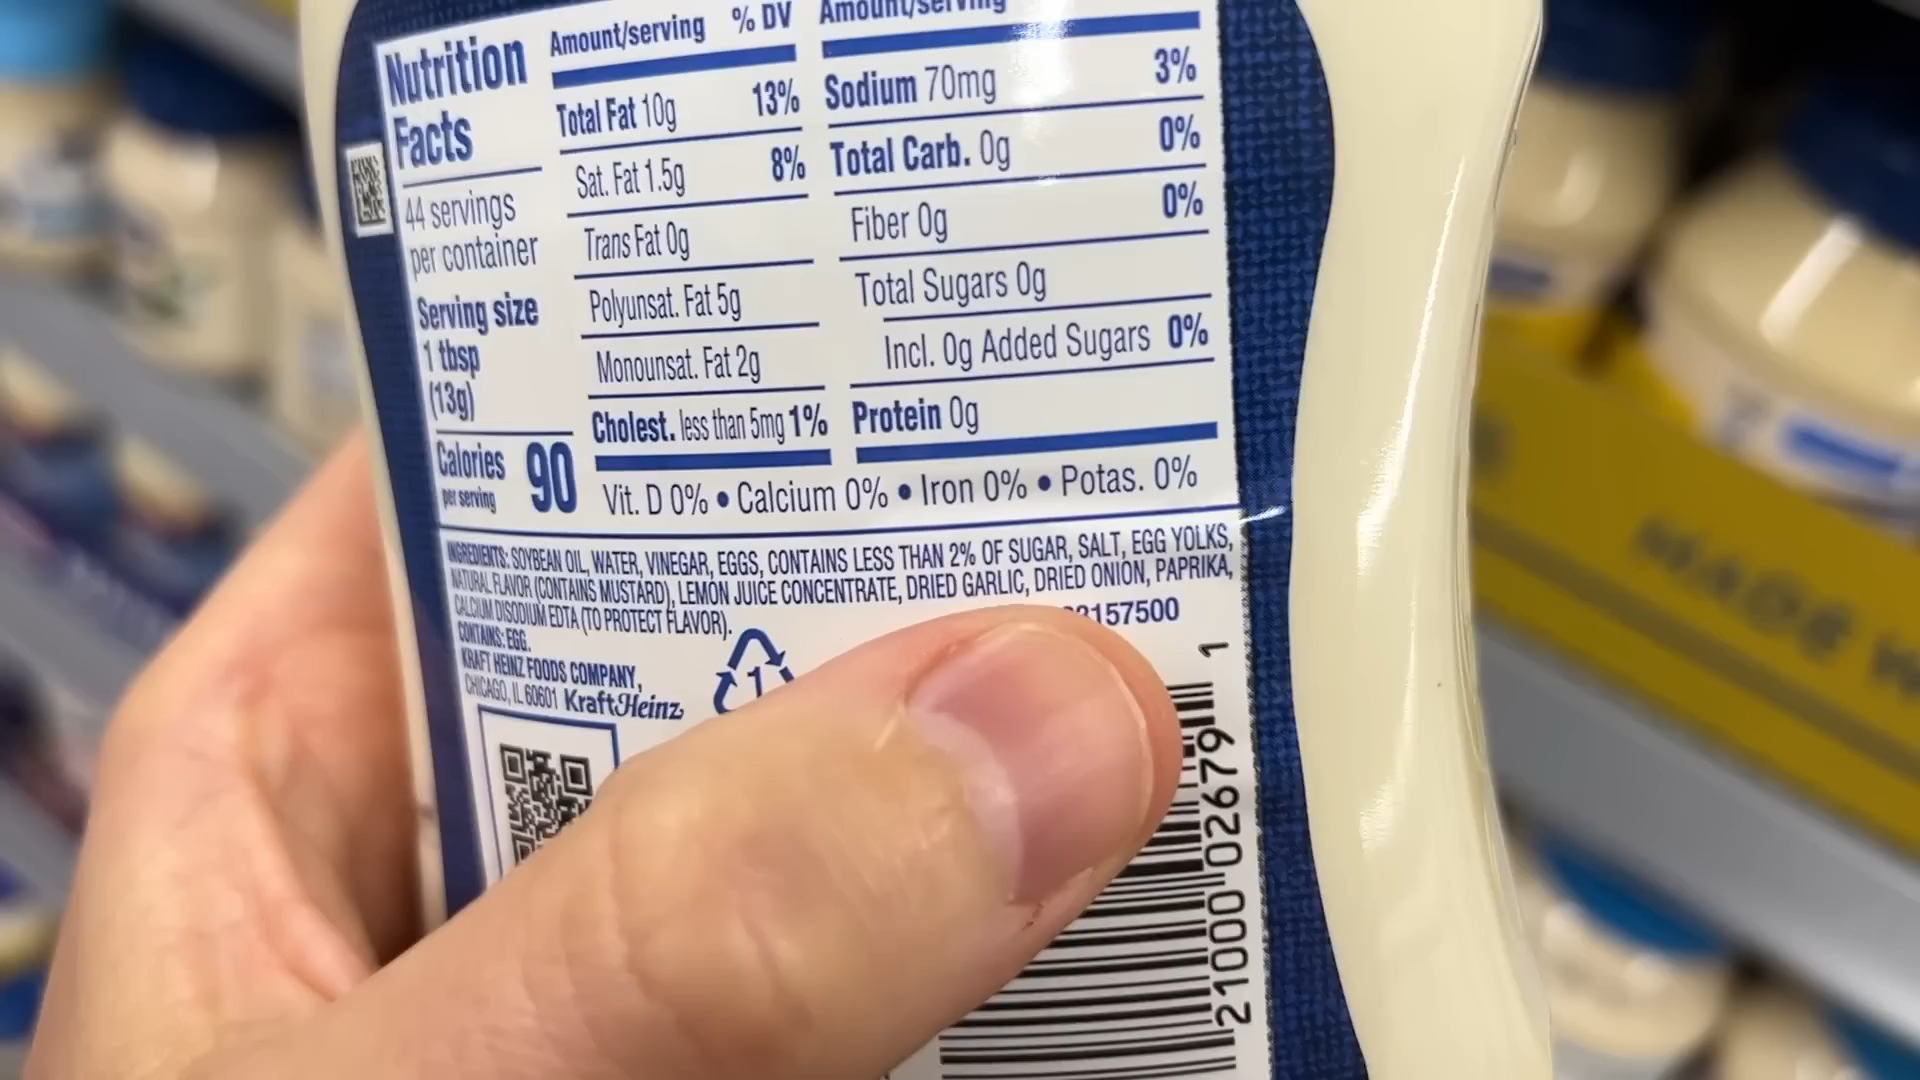 Nutrition
Facts
44 servings
per container
Serving size
1 tbsp
(13g)
Calories 90
per serving
Amount/serving % DV
Total Fat 10g 13%
Sat. Fat 1.5g 8%
Trans Fat 0g
Polyunsat. Fat 5g
Monounsat. Fat 2g
Cholest. less than 5mg 1%
Amount/serving
Sodium 70mg 3%
Total Carb. 0g 0%
Fiber 0g 0%
Total Sugars 0g
Incl. 0g Added Sugars 0%
Protein 0g
Vit. D 0% • Calcium 0% • Iron 0% • Potas. 0%
INGREDIENTS: SOYBEAN OIL, WATER, VINEGAR, EGGS, CONTAINS LESS THAN 2% OF SUGAR, SALT, EGG YOLKS,
NATURAL FLAVOR (CONTAINS MUSTARD), LEMON JUICE CONCENTRATE, DRIED GARLIC, DRIED ONION, PAPRIKA,
CALCIUM DISODIUM EDTA (TO PROTECT FLAVOR).
CONTAINS: EGG.
KRAFT HEINZ FOODS COMPANY,
CHICAGO, IL 60601 KraftHeinz
1
157500
21000 02679 1
MADE